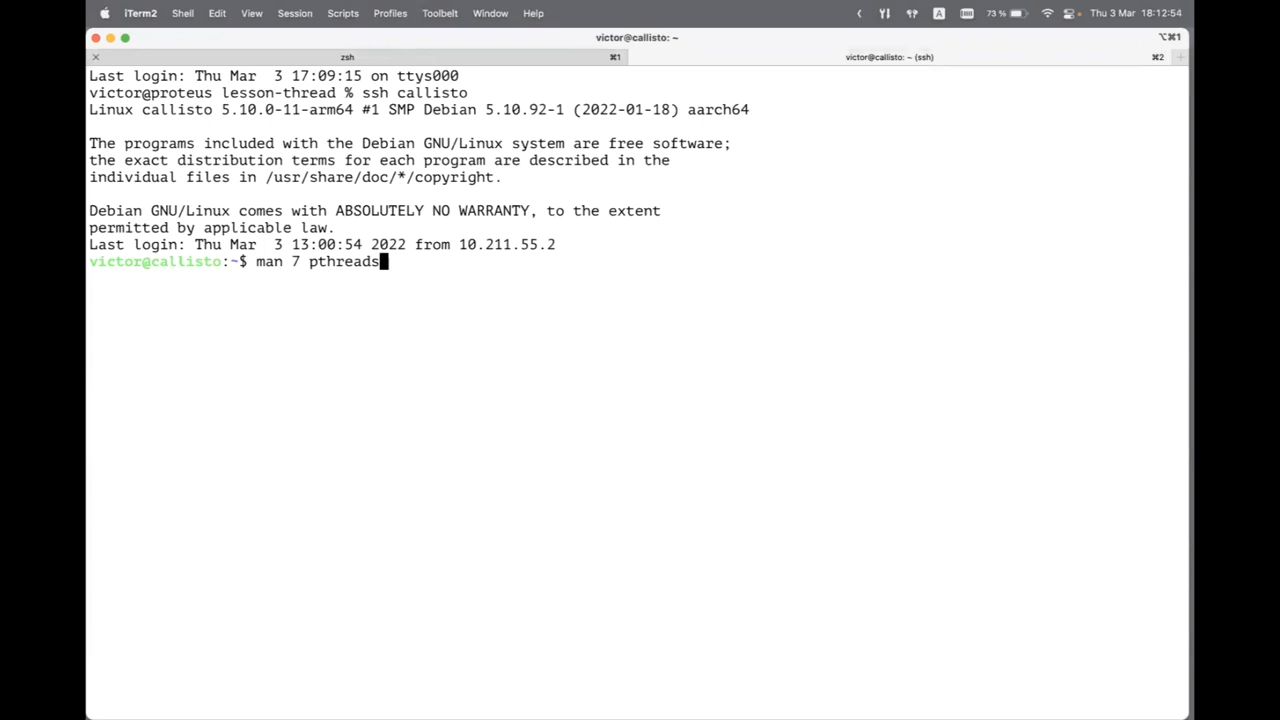 iTerm2 Shell Edit View Session Scripts Profiles Toolbelt Window Help A 73 % Thu 3 Mar 18:12:54
victor@callisto: ~ ⌥⌘1
zsh ⌘1 victor@callisto: ~ (ssh) ⌘2
Last login: Thu Mar  3 17:09:15 on ttys000
victor@proteus lesson-thread % ssh callisto
Linux callisto 5.10.0-11-arm64 #1 SMP Debian 5.10.92-1 (2022-01-18) aarch64
The programs included with the Debian GNU/Linux system are free software;
the exact distribution terms for each program are described in the
individual files in /usr/share/doc/*/copyright.
Debian GNU/Linux comes with ABSOLUTELY NO WARRANTY, to the extent
permitted by applicable law.
Last login: Thu Mar  3 13:00:54 2022 from 10.211.55.2
victor@callisto:~$ man 7 pthreads